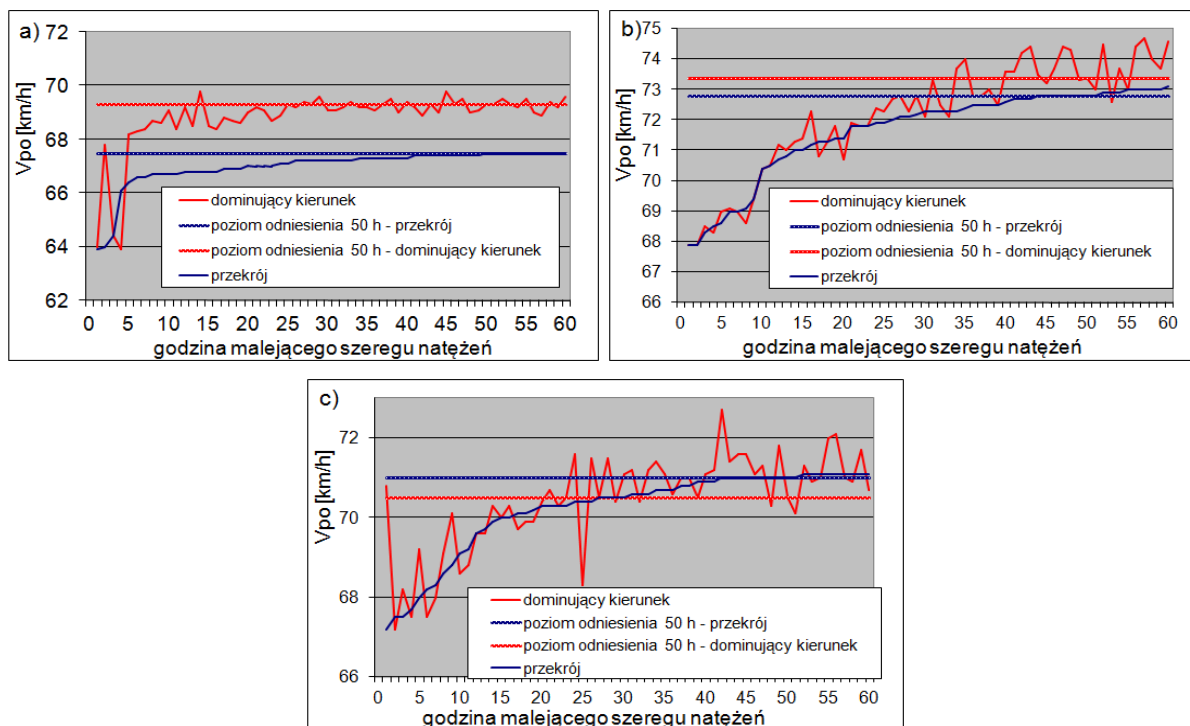 a)
72
70
68
66
64
62
Vpo [km/h]
dominujący kierunek
poziom odniesienia 50 h - przekrój
poziom odniesienia 50 h - dominujący kierunek
przekrój
0 5 10 15 20 25 30 35 40 45 50 55 60
godzina malejącego szeregu natężeń
b)
75
74
73
72
71
70
69
68
67
66
Vpo [km/h]
dominujący kierunek
poziom odniesienia 50 h - przekrój
poziom odniesienia 50 h - dominujący kierunek
przekrój
0 5 10 15 20 25 30 35 40 45 50 55 60
godzina malejącego szeregu natężeń
c)
72
70
68
66
Vpo [km/h]
dominujący kierunek
poziom odniesienia 50 h - przekrój
poziom odniesienia 50 h - dominujący kierunek
przekrój
0 5 10 15 20 25 30 35 40 45 50 55 60
godzina malejącego szeregu natężeń